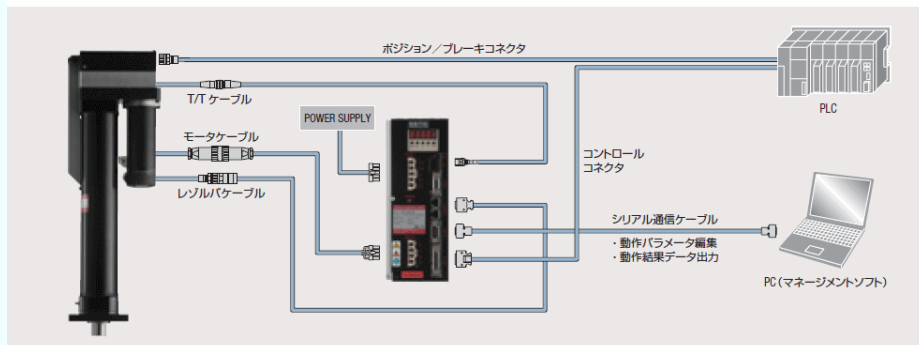 ポジション／ブレーキコネクタ
T/T ケーブル
POWER SUPPLY
モータケーブル
レゾルバケーブル
PLC
コントロール
コネクタ
シリアル通信ケーブル
・動作パラメータ編集
・動作結果データ出力
PC（マネージメントソフト）